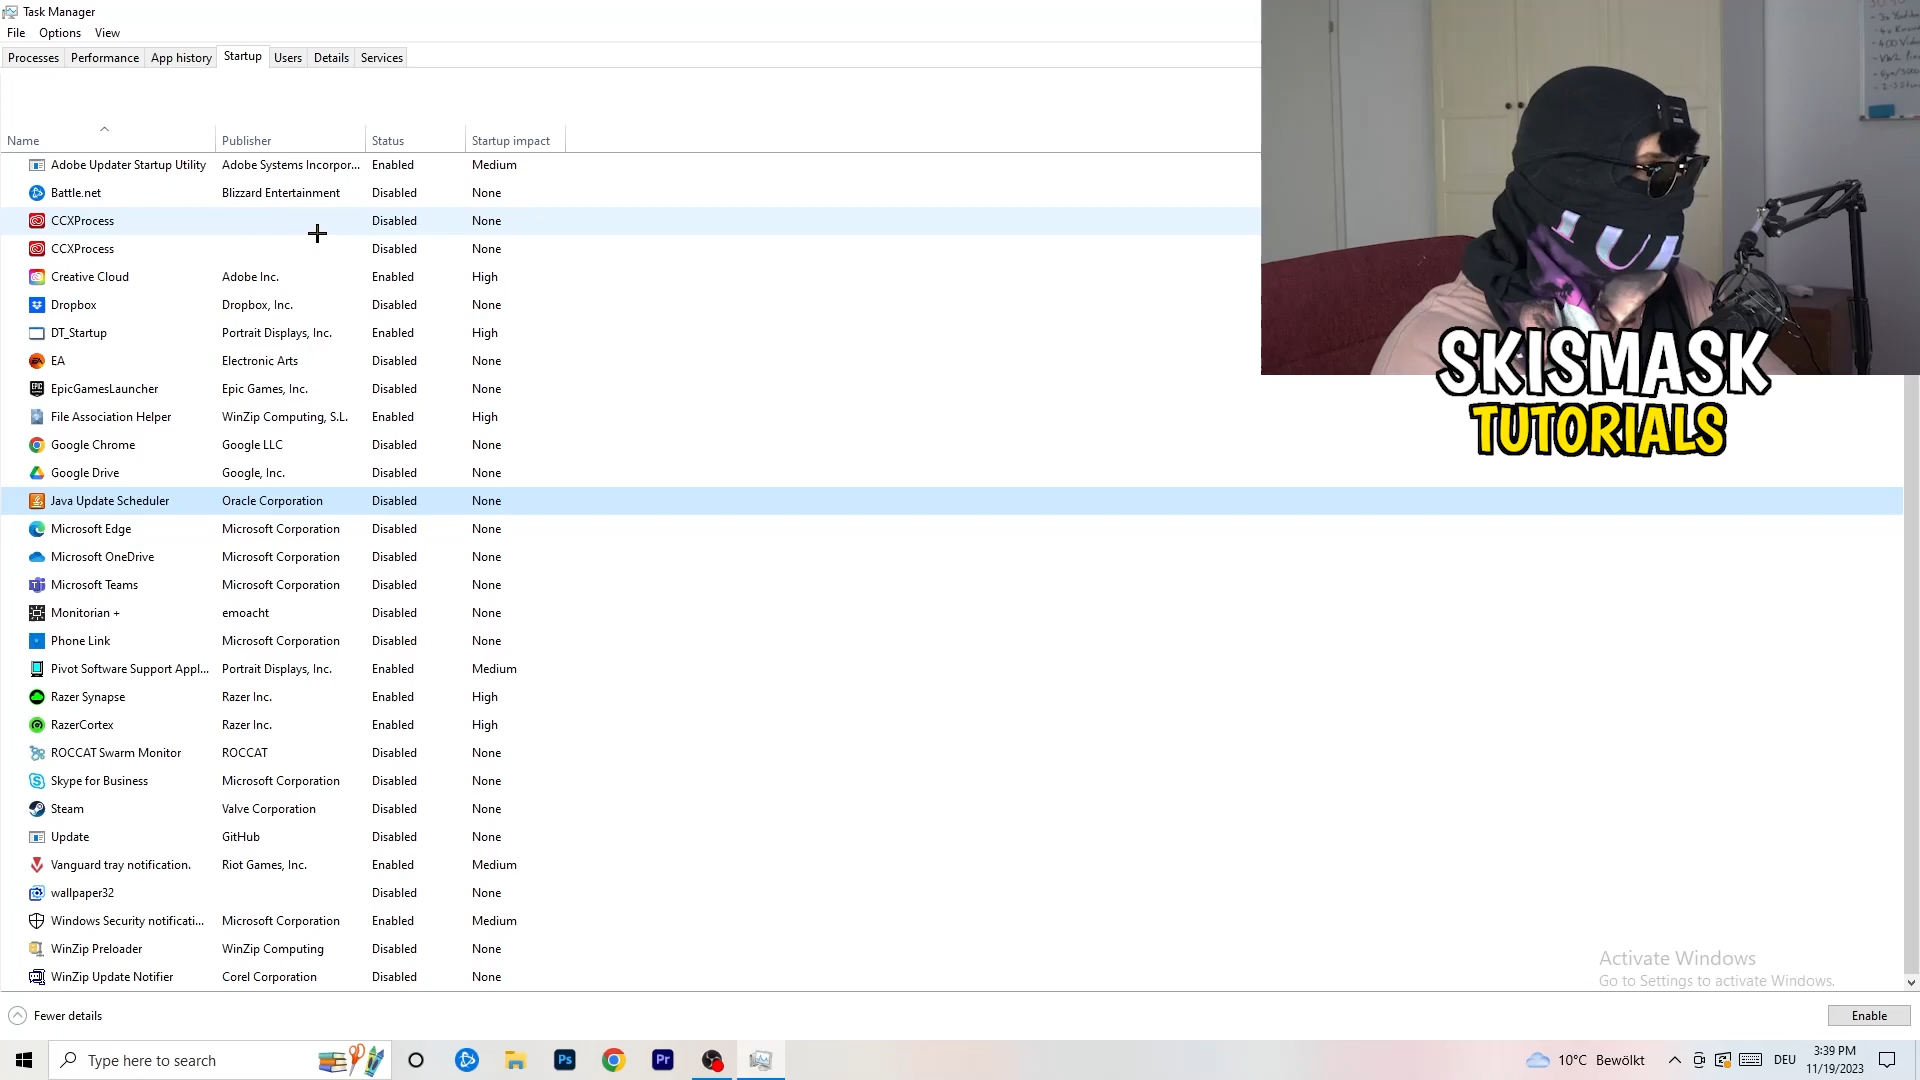 Task Manager
File Options View
Processes Performance App history Startup Users Details Services
Name Publisher Status Startup impact
Adobe Updater Startup Utility Adobe Systems Incorpor... Enabled Medium
Battle.net Blizzard Entertainment Disabled None
CCXProcess Disabled None
CCXProcess Disabled None
Creative Cloud Adobe Inc. Enabled High
Dropbox Dropbox, Inc. Disabled None
DT_Startup Portrait Displays, Inc. Enabled High
EA Electronic Arts Disabled None
EpicGamesLauncher Epic Games, Inc. Disabled None
File Association Helper WinZip Computing, S.L. Enabled High
Google Chrome Google LLC Disabled None
Google Drive Google, Inc. Disabled None
Java Update Scheduler Oracle Corporation Disabled None
Microsoft Edge Microsoft Corporation Disabled None
Microsoft OneDrive Microsoft Corporation Disabled None
Microsoft Teams Microsoft Corporation Disabled None
Monitorian + emoacht Disabled None
Phone Link Microsoft Corporation Disabled None
Pivot Software Support Appl... Portrait Displays, Inc. Enabled Medium
Razer Synapse Razer Inc. Enabled High
RazerCortex Razer Inc. Enabled High
ROCCAT Swarm Monitor ROCCAT Disabled None
Skype for Business Microsoft Corporation Disabled None
Steam Valve Corporation Disabled None
Update GitHub Disabled None
Vanguard tray notification. Riot Games, Inc. Enabled Medium
wallpaper32 Disabled None
Windows Security notificati... Microsoft Corporation Enabled Medium
WinZip Preloader WinZip Computing Disabled None
WinZip Update Notifier Corel Corporation Disabled None
SKISMASK
TUTORIALS
Activate Windows
Go to Settings to activate Windows.
Fewer details
Enable
Type here to search
Ps
Pr
10°C Bewölkt
DEU
3:39 PM
11/19/2023